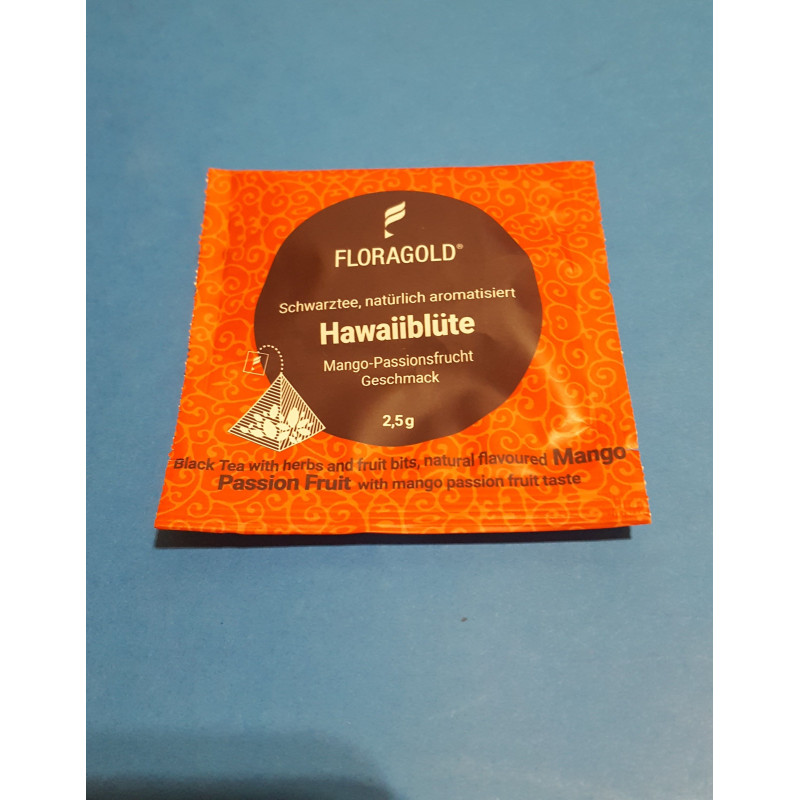 FLORAGOLD®
Schwarztee, natürlich aromatisiert
Hawaiiblüte
Mango-Passionsfrucht
Geschmack
2,5g
Black Tea with herbs and fruit bits, natural flavoured Mango
Passion Fruit with mango passion fruit taste